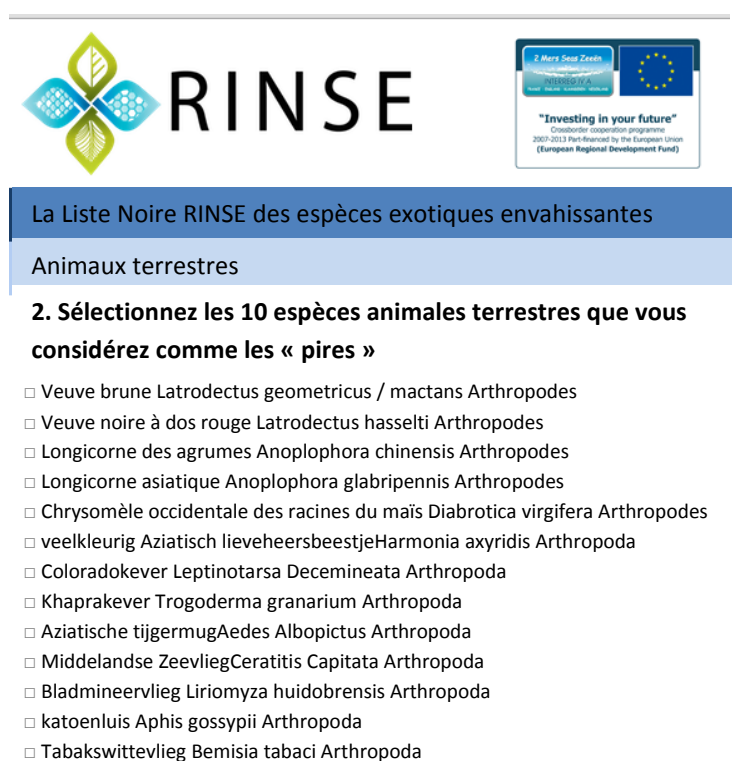 RINSE
2 Mers Seas Zeeën
INTERREG IV A
"Investing in your future"
Crossborder cooperation programme
2007-2013 Part-financed by the European Union
(European Regional Development Fund)
La Liste Noire RINSE des espèces exotiques envahissantes
Animaux terrestres
2. Sélectionnez les 10 espèces animales terrestres que vous
considérez comme les « pires »
□ Veuve brune Latrodectus geometricus / mactans Arthropodes
□ Veuve noire à dos rouge Latrodectus hasselti Arthropodes
□ Longicorne des agrumes Anoplophora chinensis Arthropodes
□ Longicorne asiatique Anoplophora glabripennis Arthropodes
□ Chrysomèle occidentale des racines du maïs Diabrotica virgifera Arthropodes
□ veelkleurig Aziatisch lieveheersbeestjeHarmonia axyridis Arthropoda
□ Coloradokever Leptinotarsa Decemineata Arthropoda
□ Khaprakever Trogoderma granarium Arthropoda
□ Aziatische tijgermugAedes Albopictus Arthropoda
□ Middelandse ZeevliegCeratitis Capitata Arthropoda
□ Bladmineervlieg Liriomyza huidobrensis Arthropoda
□ katoenluis Aphis gossypii Arthropoda
□ Tabakswittevlieg Bemisia tabaci Arthropoda